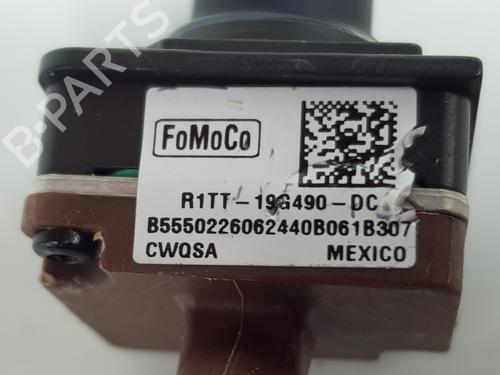 B-PARTS
FoMoCo
R1TT-19G490-DC
B5550226062440B061B307
CWQSA MEXICO